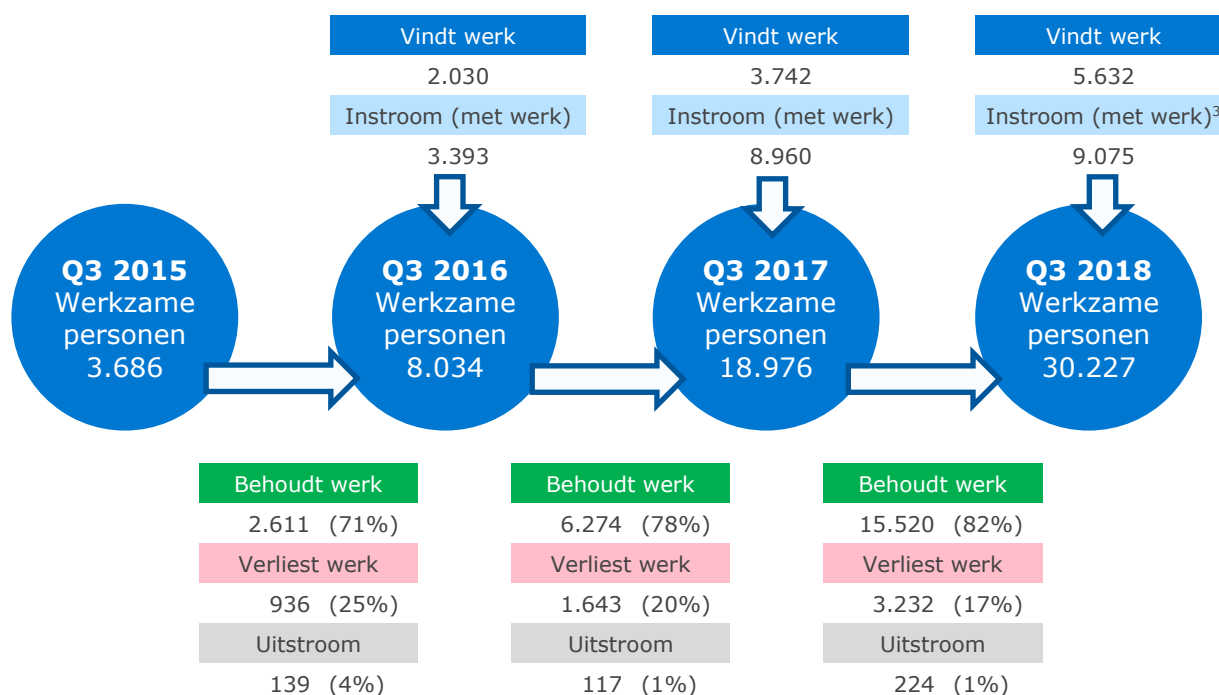 Vindt werk
2.030
Instroom (met werk)
3.393
Vindt werk
3.742
Instroom (met werk)
8.960
Vindt werk
5.632
Instroom (met werk)³
9.075
Q3 2015
Werkzame
personen
3.686
Q3 2016
Werkzame
personen
8.034
Q3 2017
Werkzame
personen
18.976
Q3 2018
Werkzame
personen
30.227
Behoudt werk
2.611 (71%)
Verliest werk
936 (25%)
Uitstroom
139 (4%)
Behoudt werk
6.274 (78%)
Verliest werk
1.643 (20%)
Uitstroom
117 (1%)
Behoudt werk
15.520 (82%)
Verliest werk
3.232 (17%)
Uitstroom
224 (1%)